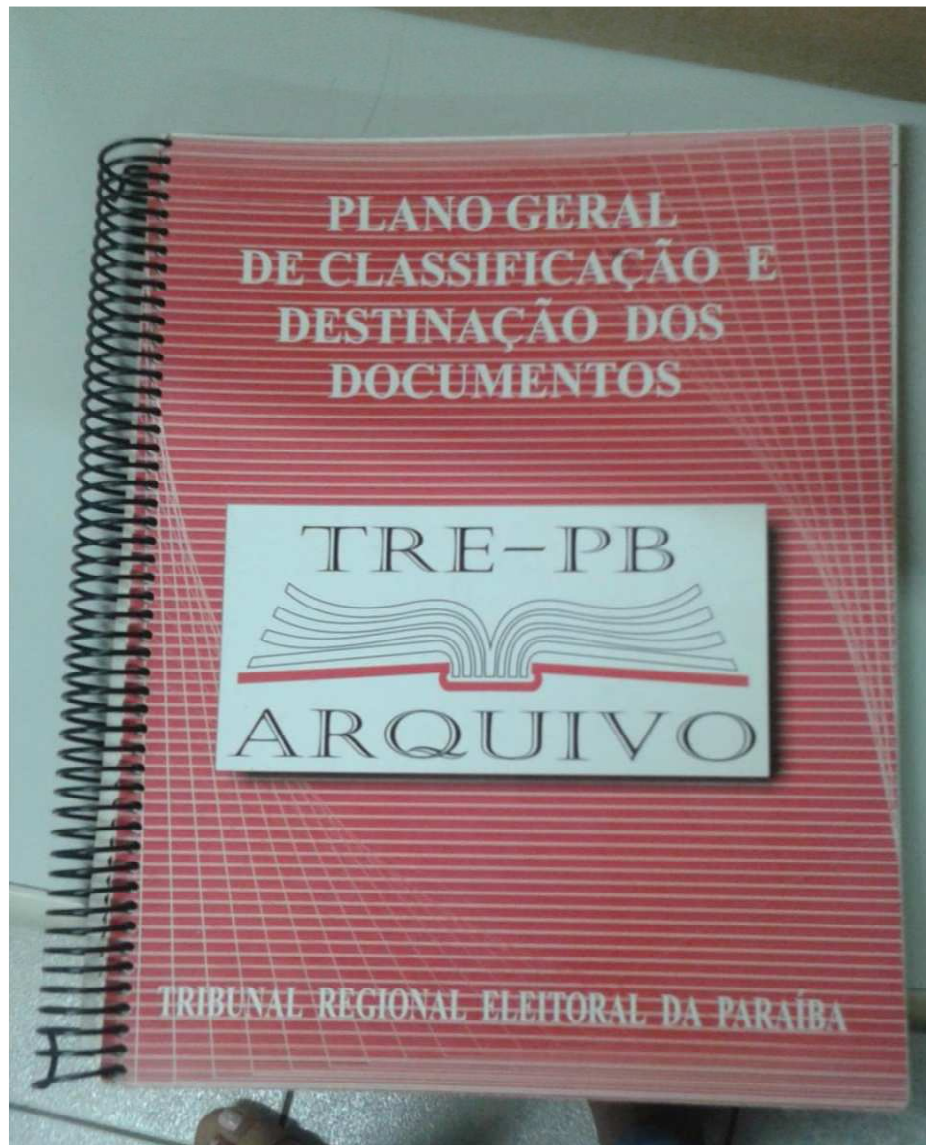 PLANO GERAL
DE CLASSIFICAÇÃO E
DESTINAÇÃO DOS
DOCUMENTOS
TRE-PB
ARQUIVO
TRIBUNAL REGIONAL ELEITORAL DA PARAÍBA